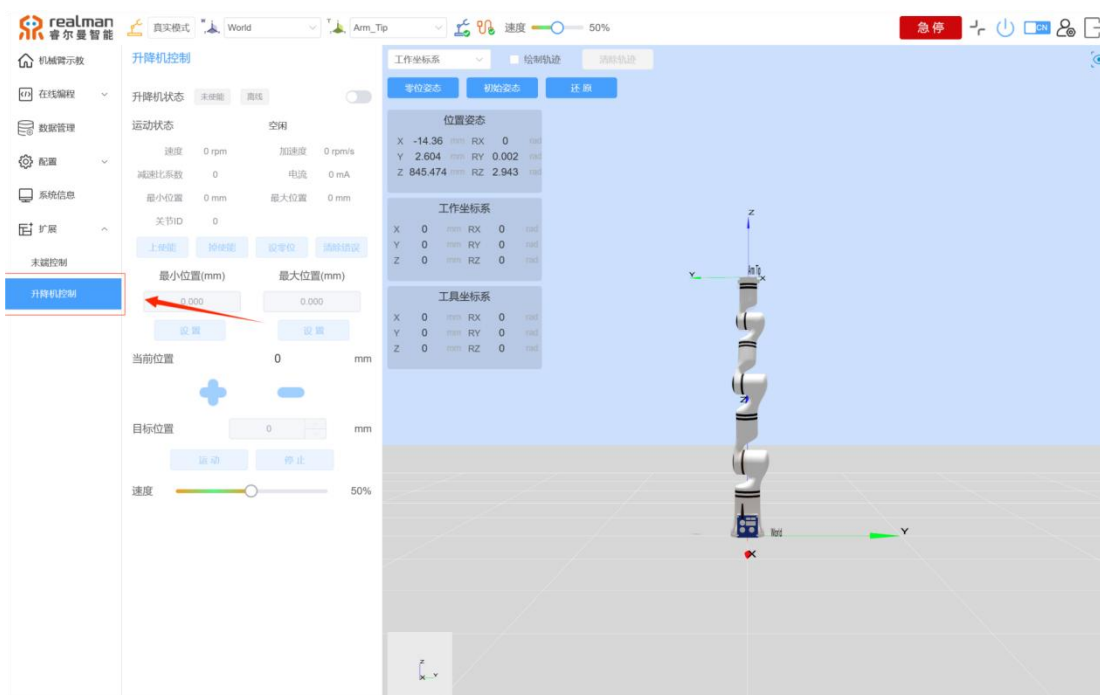 realman 睿尔曼智能 真实模式 World Arm_Tip 速度 50% 急停 CN
机械臂示教
在线编程
数据管理
配置
系统信息
扩展
末端控制
升降机控制
升降机控制
升降机状态 未使能 离线
运动状态 空闲
速度 0 rpm 加速度 0 rpm/s
减速比系数 0 电流 0 mA
最小位置 0 mm 最大位置 0 mm
关节ID 0
上使能 掉使能 设零位 清除错误
最小位置(mm) 最大位置(mm)
0.000 0.000
设置 设置
当前位置 0 mm
目标位置 0 mm
运动 停止
速度 50%
工作坐标系 绘制轨迹 清除轨迹
零位姿态 初始姿态 还原
位置姿态
X -14.36 mm RX 0 rad
Y 2.604 mm RY 0.002 rad
Z 845.474 mm RZ 2.943 rad
工作坐标系
X 0 mm RX 0 rad
Y 0 mm RY 0 rad
Z 0 mm RZ 0 rad
工具坐标系
X 0 mm RX 0 rad
Y 0 mm RY 0 rad
Z 0 mm RZ 0 rad
Z
Y Arm_Tip X
Z
World Y
X
Z
X Y